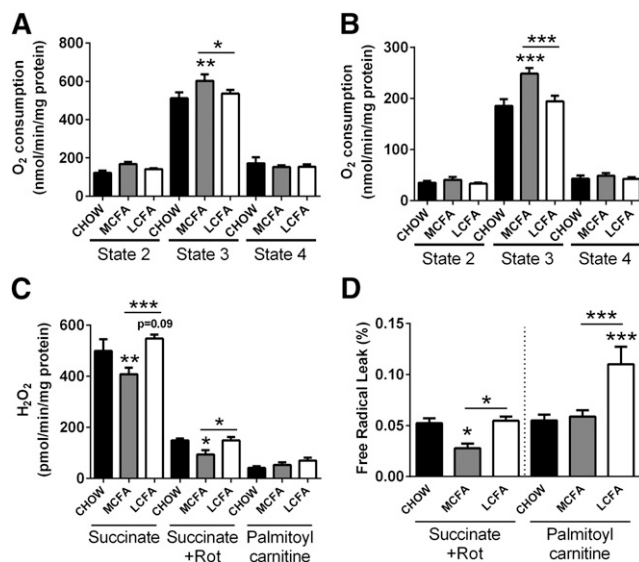 A
O2 consumption
(nmol/min/mg protein)
800
600
400
200
0
*
**
CHOW
MCFA
LCFA
CHOW
MCFA
LCFA
CHOW
MCFA
LCFA
State 2
State 3
State 4
B
O2 consumption
(nmol/min/mg protein)
300
200
100
0
***
***
CHOW
MCFA
LCFA
CHOW
MCFA
LCFA
CHOW
MCFA
LCFA
State 2
State 3
State 4
C
H2O2
(pmol/min/mg protein)
600
400
200
0
***
p=0.09
**
*
*
CHOW
MCFA
LCFA
CHOW
MCFA
LCFA
CHOW
MCFA
LCFA
Succinate
Succinate
+Rot
Palmitoyl
carnitine
D
Free Radical Leak (%)
0.15
0.10
0.05
0.00
***
***
*
*
CHOW
MCFA
LCFA
CHOW
MCFA
LCFA
Succinate
+Rot
Palmitoyl
carnitine